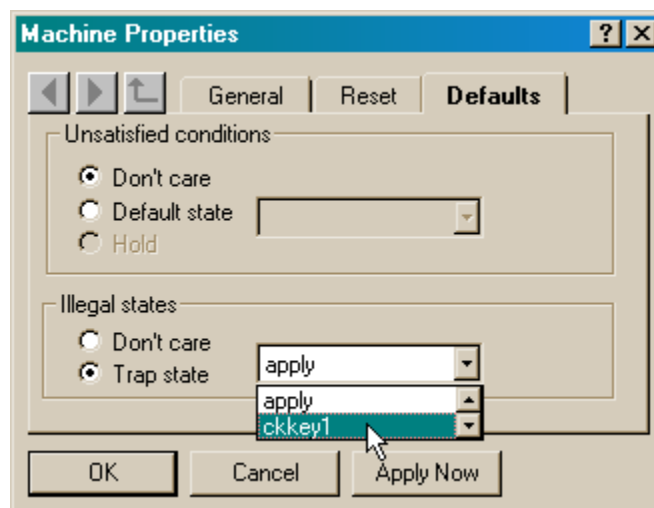 Machine Properties
General Reset Defaults
Unsatisfied conditions
Don't care
Default state
Hold
Illegal states
Don't care
Trap state apply
apply
ckkey1
OK Cancel Apply Now